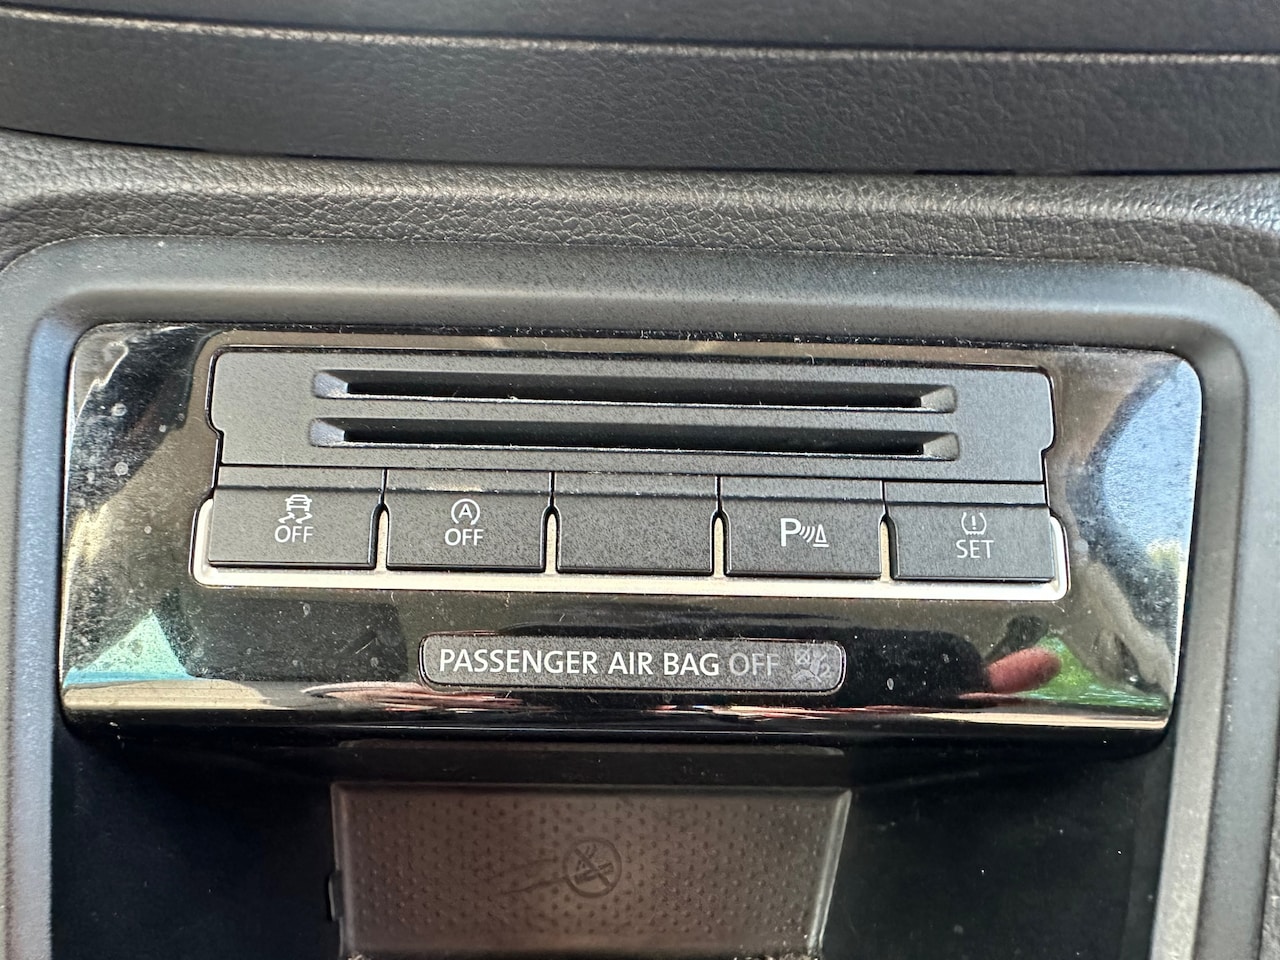 OFF
A
OFF
P
SET
PASSENGER AIR BAG OFF